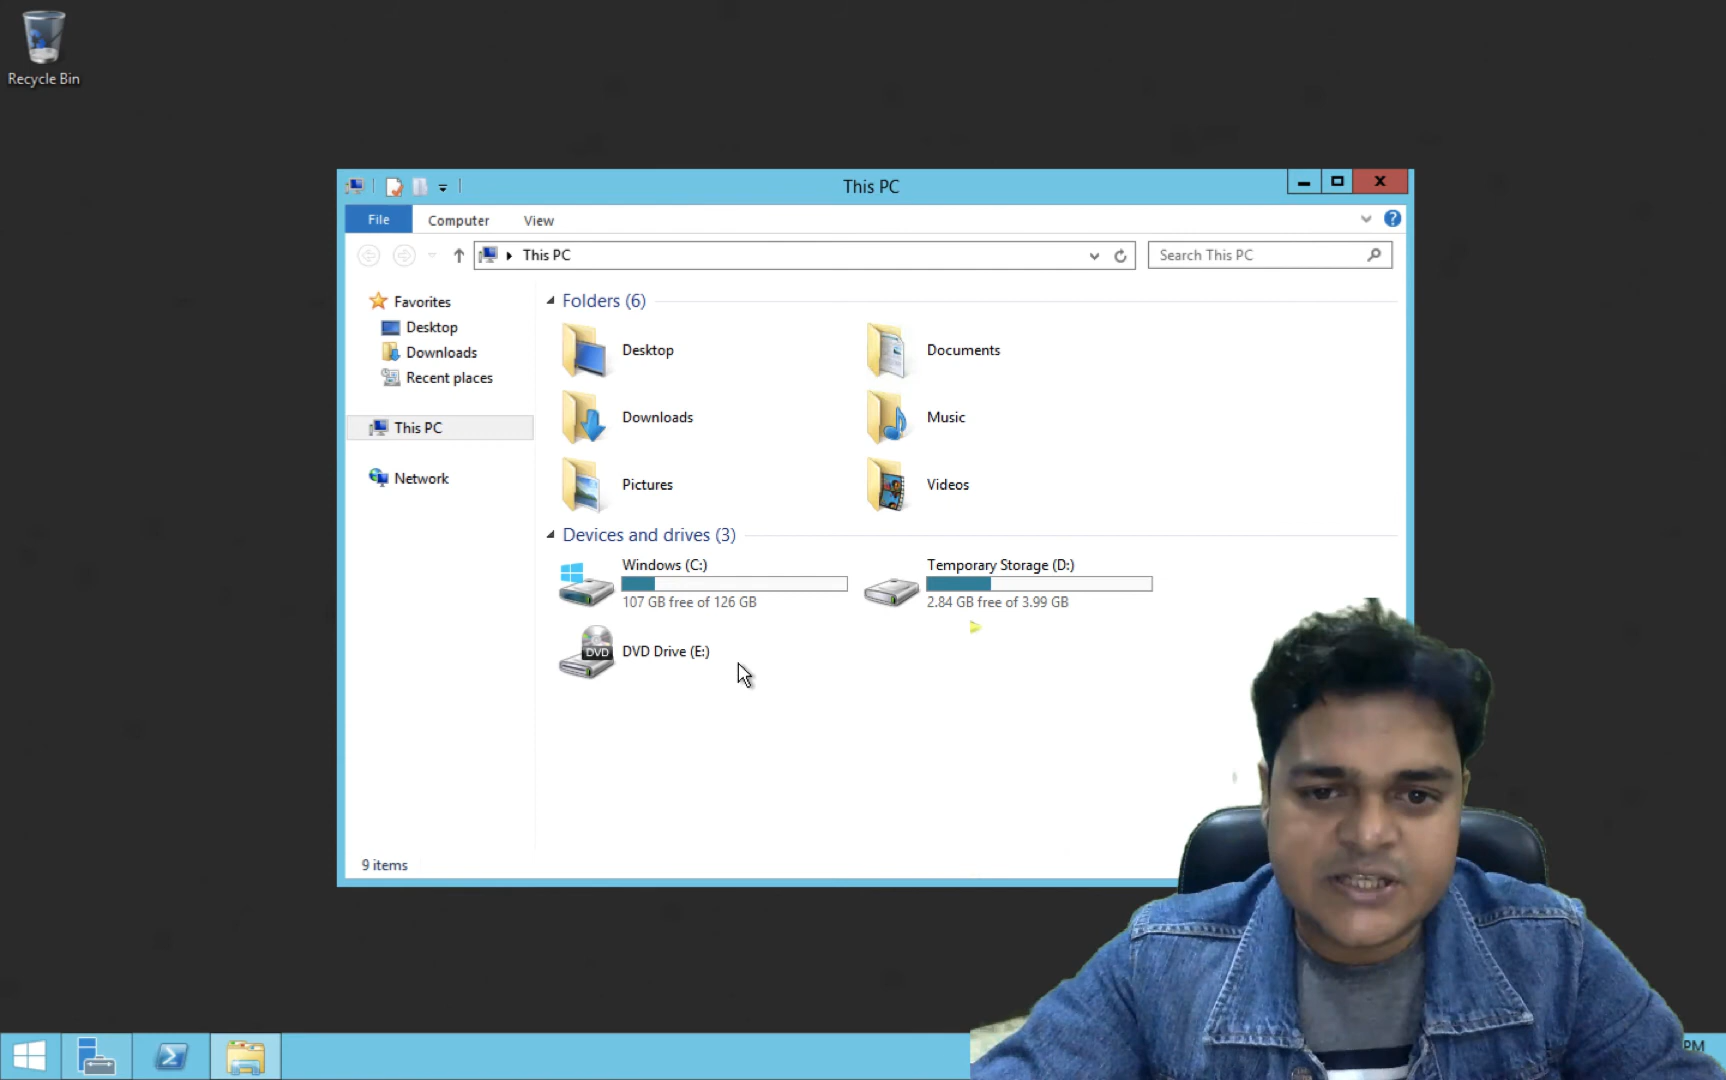 Recycle Bin
This PC
File
Computer
View
This PC
Search This PC
Favorites
Desktop
Downloads
Recent places
This PC
Network
Folders (6)
Desktop
Documents
Downloads
Music
Pictures
Videos
Devices and drives (3)
Windows (C:)
107 GB free of 126 GB
Temporary Storage (D:)
2.84 GB free of 3.99 GB
DVD
DVD Drive (E:)
9 items
PM